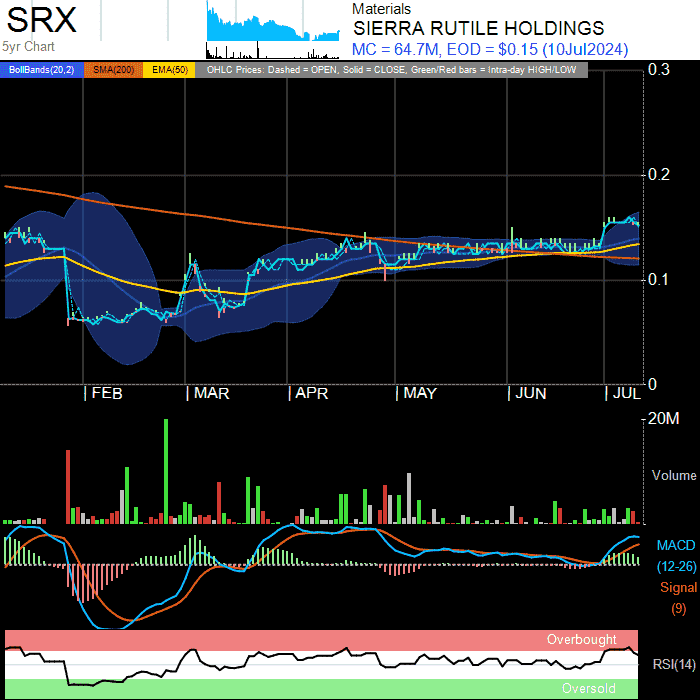 SRX
5yr Chart
Materials
SIERRA RUTILE HOLDINGS
MC = 64.7M, EOD = $0.15 (10Jul2024)
BollBands(20,2) SMA(200) EMA(50) OHLC Prices: Dashed = OPEN, Solid = CLOSE, Green/Red bars = Intra-day HIGH/LOW
0.3
0.2
0.1
0
| FEB | MAR | APR | MAY | JUN | JUL
20M
Volume
MACD
(12-26)
Signal
(9)
Overbought
RSI(14)
Oversold